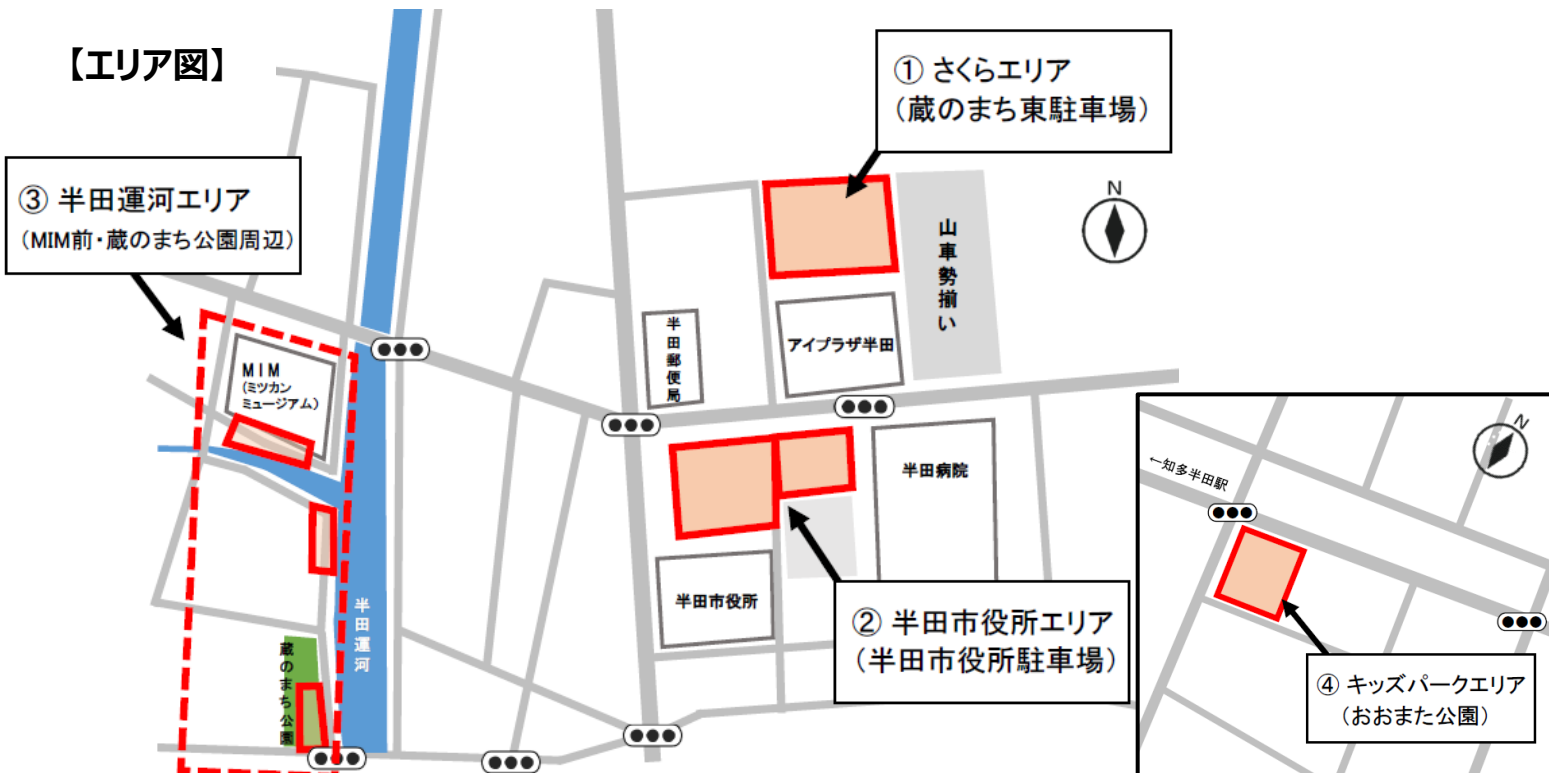 【エリア図】
① さくらエリア
（蔵のまち東駐車場）
③ 半田運河エリア
（MIM前・蔵のまち公園周辺）
N
山車勢揃い
半田郵便局
アイプラザ半田
MIM
(ミツカン
ミュージアム)
半田病院
←知多半田駅
N
半田市役所
半田運河
② 半田市役所エリア
（半田市役所駐車場）
蔵のまち公園
④ キッズパークエリア
（おおまた公園）